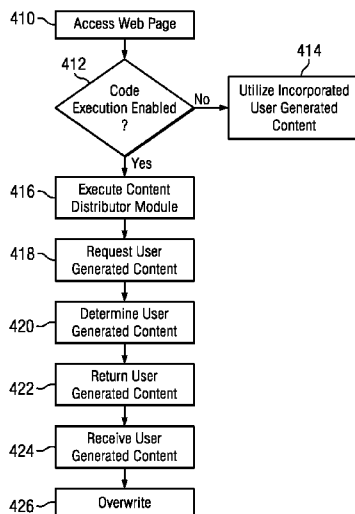 410
Access Web Page
412
Code
Execution Enabled
?
No
414
Utilize Incorporated
User Generated
Content
Yes
416
Execute Content
Distributor Module
418
Request User
Generated Content
420
Determine User
Generated Content
422
Return User
Generated Content
424
Receive User
Generated Content
426
Overwrite